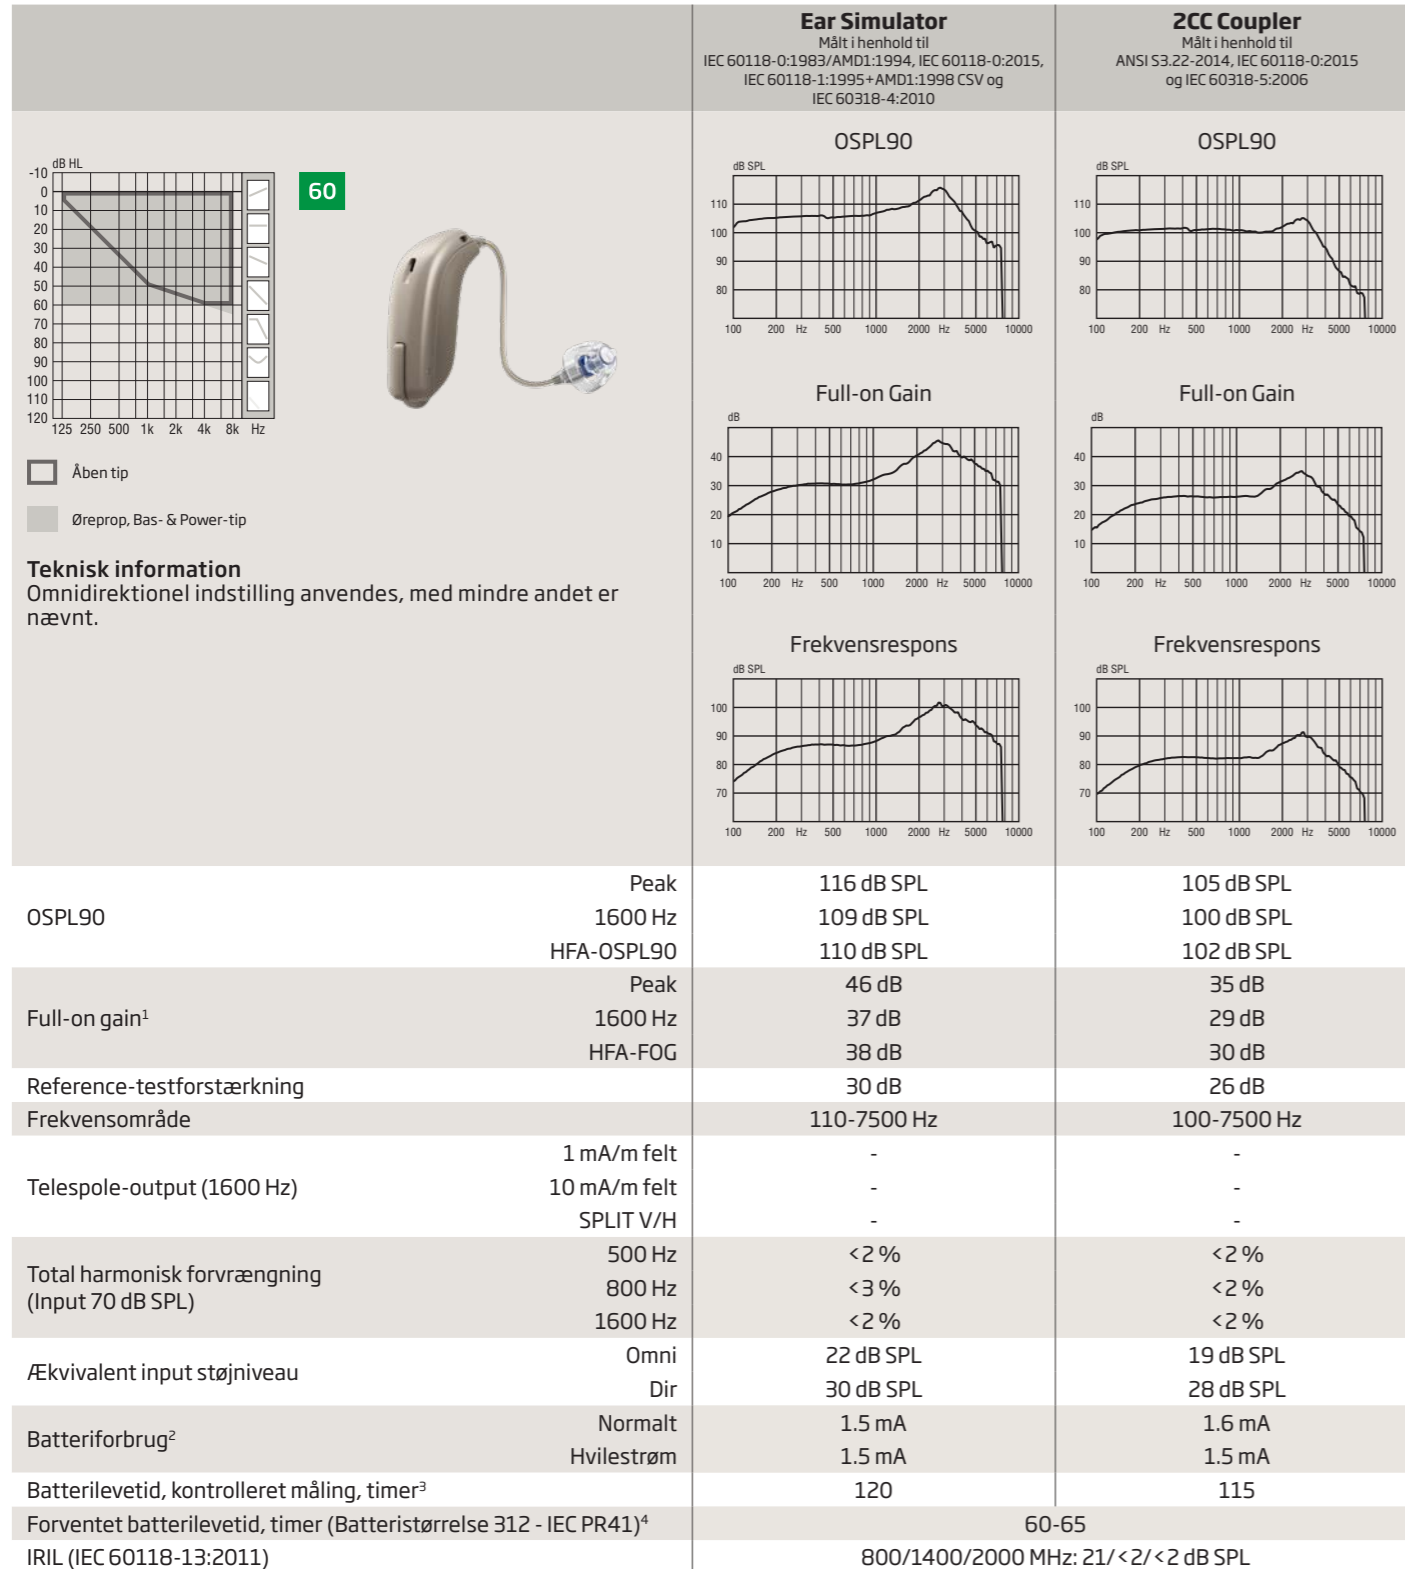 Ear Simulator
Målt i henhold til
IEC 60118-0:1983/AMD1:1994, IEC 60118-0:2015,
IEC 60118-1:1995+AMD1:1998 CSV og
IEC 60318-4:2010
2CC Coupler
Målt i henhold til
ANSI S3.22-2014, IEC 60118-0:2015
og IEC 60318-5:2006
dB HL
-10
0
10
20
30
40
50
60
70
80
90
100
110
120
125 250 500 1k 2k 4k 8k Hz
60
Åben tip
Øreprop, Bas- & Power-tip
Teknisk information
Omnidirektionel indstilling anvendes, med mindre andet er
nævnt.
OSPL90
dB SPL
110
100
90
80
100 200 Hz 500 1000 2000 Hz 5000 10000
OSPL90
dB SPL
110
100
90
80
100 200 Hz 500 1000 2000 Hz 5000 10000
Full-on Gain
dB
40
30
20
10
100 200 Hz 500 1000 2000 Hz 5000 10000
Full-on Gain
dB
40
30
20
10
100 200 Hz 500 1000 2000 Hz 5000 10000
Frekvensrespons
dB SPL
100
90
80
70
100 200 Hz 500 1000 2000 Hz 5000 10000
Frekvensrespons
dB SPL
100
90
80
70
100 200 Hz 500 1000 2000 Hz 5000 10000
OSPL90
Peak 116 dB SPL 105 dB SPL
1600 Hz 109 dB SPL 100 dB SPL
HFA-OSPL90 110 dB SPL 102 dB SPL
Full-on gain¹
Peak 46 dB 35 dB
1600 Hz 37 dB 29 dB
HFA-FOG 38 dB 30 dB
Reference-testforstærkning 30 dB 26 dB
Frekvensområde 110-7500 Hz 100-7500 Hz
Telespole-output (1600 Hz)
1 mA/m felt - -
10 mA/m felt - -
SPLIT V/H - -
Total harmonisk forvrængning
(Input 70 dB SPL)
500 Hz <2 % <2 %
800 Hz <3 % <2 %
1600 Hz <2 % <2 %
Ækvivalent input støjniveau
Omni 22 dB SPL 19 dB SPL
Dir 30 dB SPL 28 dB SPL
Batteriforbrug²
Normalt 1.5 mA 1.6 mA
Hvilestrøm 1.5 mA 1.5 mA
Batterilevetid, kontrolleret måling, timer³ 120 115
Forventet batterilevetid, timer (Batteristørrelse 312 - IEC PR41)⁴ 60-65
IRIL (IEC 60118-13:2011) 800/1400/2000 MHz: 21/<2/<2 dB SPL